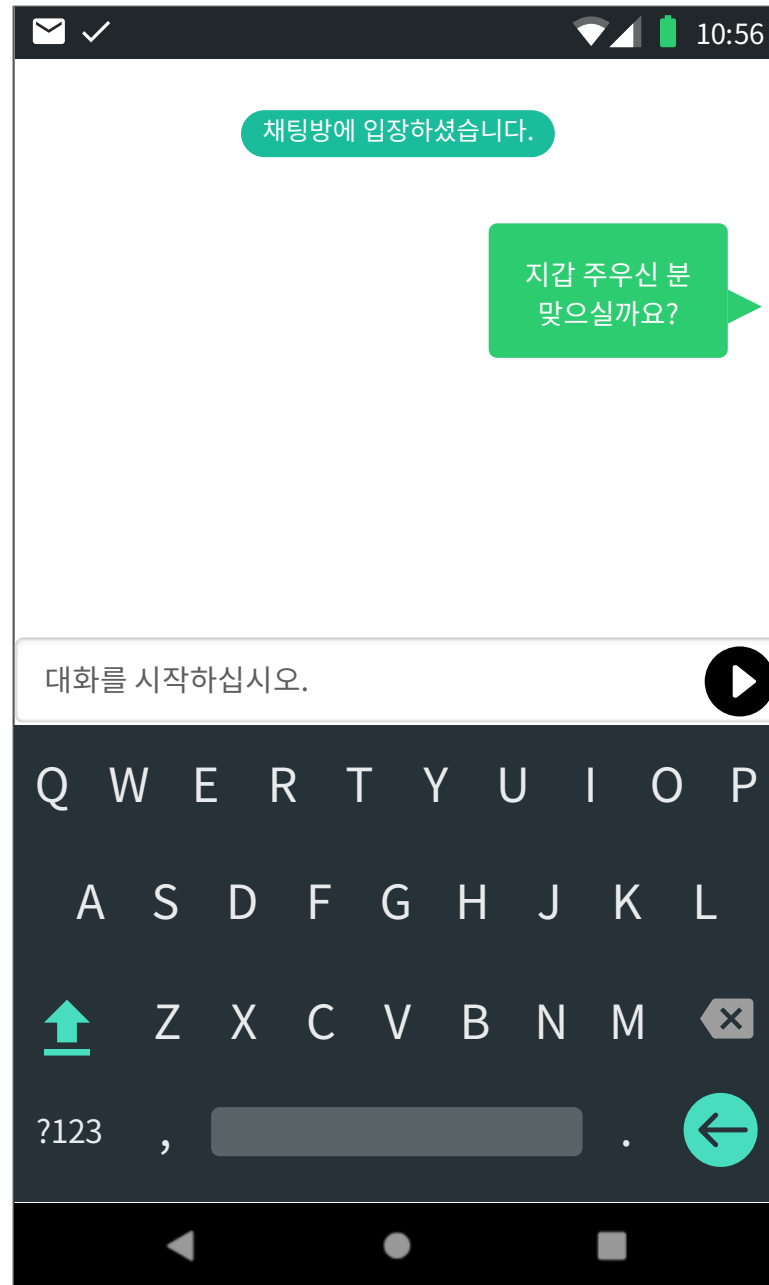 10:56
채팅방에 입장하셨습니다.
지갑 주우신 분
맞으실까요?
대화를 시작하십시오.
Q W E R T Y U I O P
A S D F G H J K L
Z X C V B N M
?123 , .